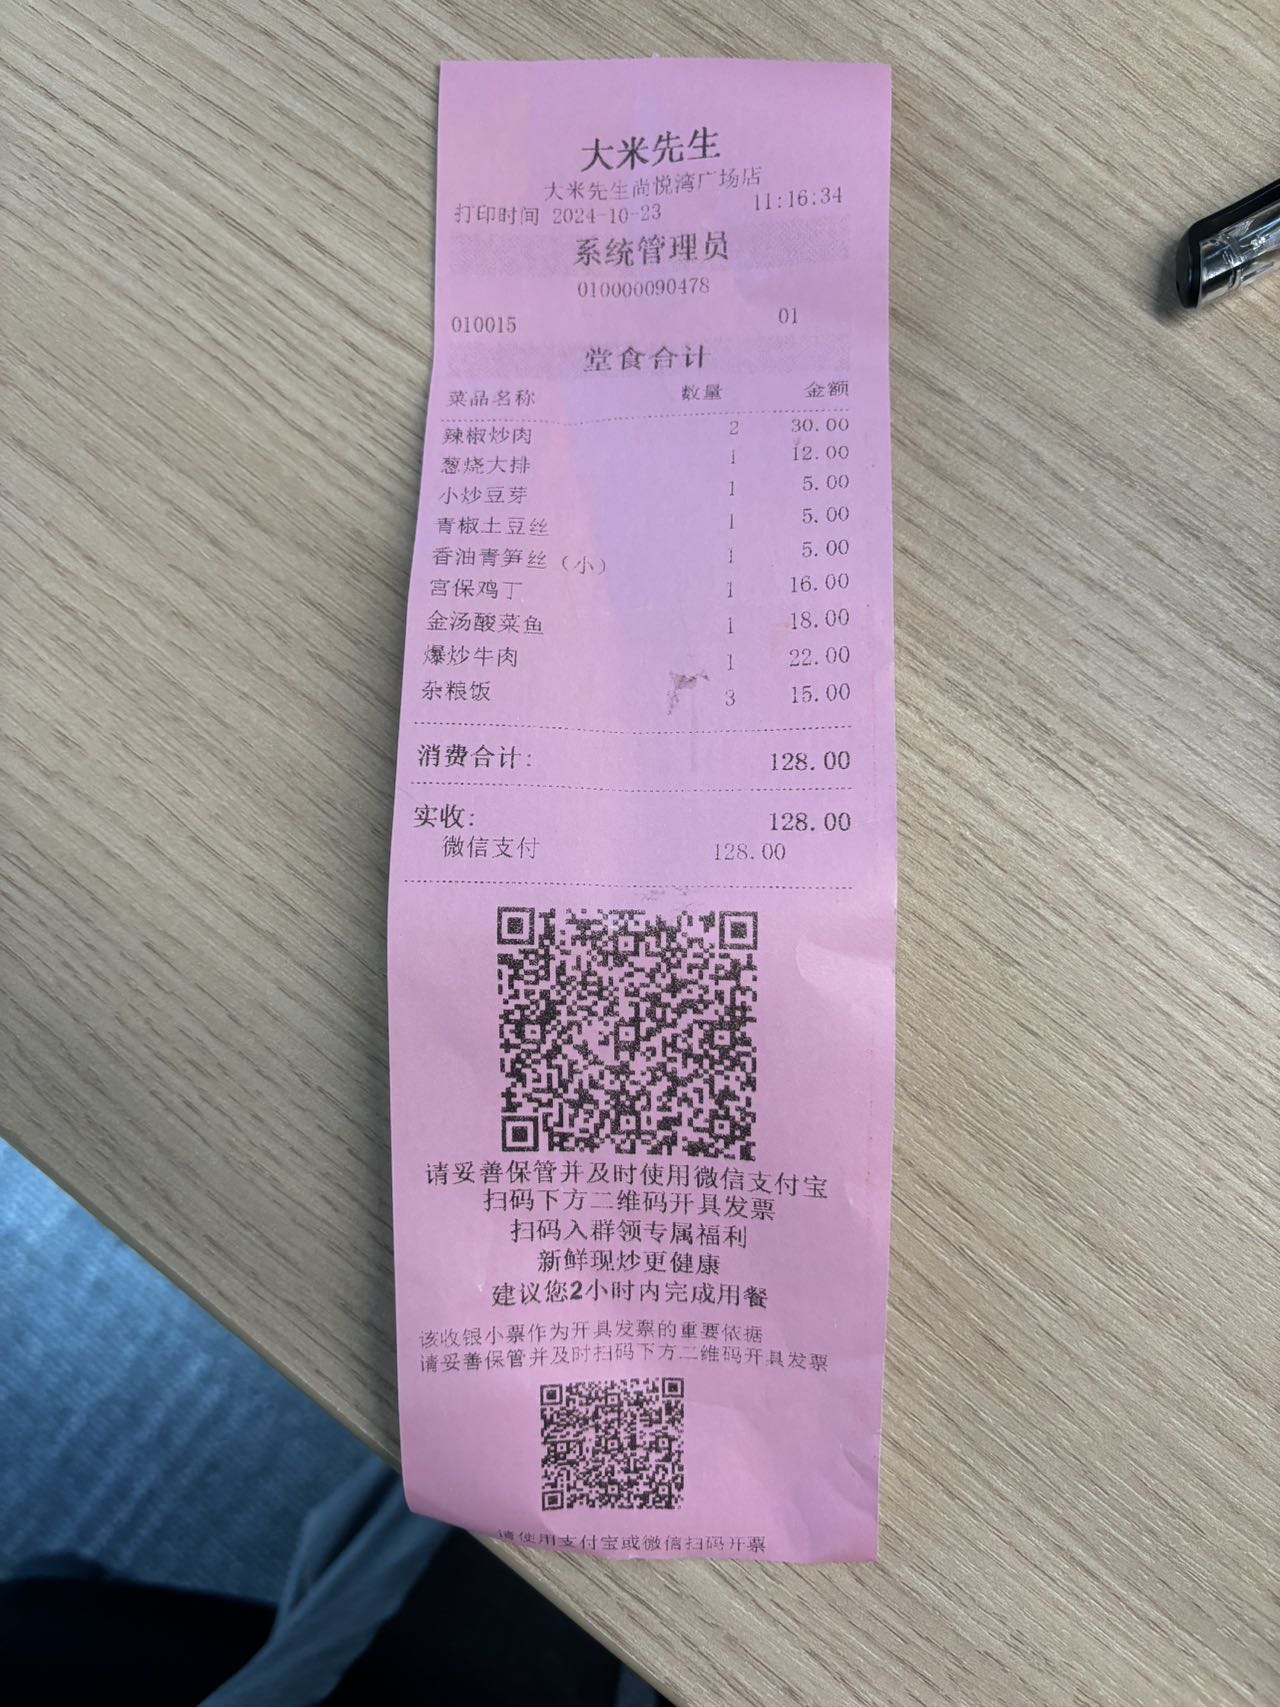 大米先生
大米先生尚悦湾广场店
打印时间 2024-10-23 11:16:34
系统管理员
010000090478
010015 01
堂食合计
菜品名称 数量 金额
辣椒炒肉 2 30.00
葱烧大排 1 12.00
小炒豆芽 1 5.00
青椒土豆丝 1 5.00
香油青笋丝（小） 1 5.00
宫保鸡丁 1 16.00
金汤酸菜鱼 1 18.00
爆炒牛肉 1 22.00
杂粮饭 3 15.00
消费合计: 128.00
实收: 128.00
微信支付 128.00
请妥善保管并及时使用微信支付宝
扫码下方二维码开具发票
扫码入群领专属福利
新鲜现炒更健康
建议您2小时内完成用餐
该收银小票作为开具发票的重要依据
请妥善保管并及时扫码下方二维码开具发票
请使用支付宝或微信扫码开票